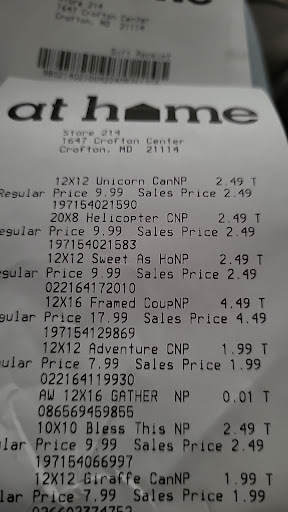 Store 214
1647 Crofton Center
Crofton, MD 21114
at home
Store 214
1647 Crofton Center
Crofton, MD 21114
12X12 Unicorn CanNP 2.49 T
Regular Price 9.99 Sales Price 2.49
197154021590
20X8 Helicopter CNP 2.49 T
egular Price 9.99 Sales Price 2.49
197154021583
12X12 Sweet As HoNP 2.49 T
gular Price 9.99 Sales Price 2.49
022164172010
12X16 Framed CoupNP 4.49 T
gular Price 17.99 Sales Price 4.49
197154129869
12X12 Adventure CNP 1.99 T
ular Price 7.99 Sales Price 1.99
022164119930
AW 12X16 GATHER NP 0.01 T
086569459855
10X10 Bless This NP 2.49 T
lar Price 9.99 Sales Price 2.49
197154066997
12X12 Giraffe CanNP 1.99 T
lar Price 7.99 Sales Price 1.99